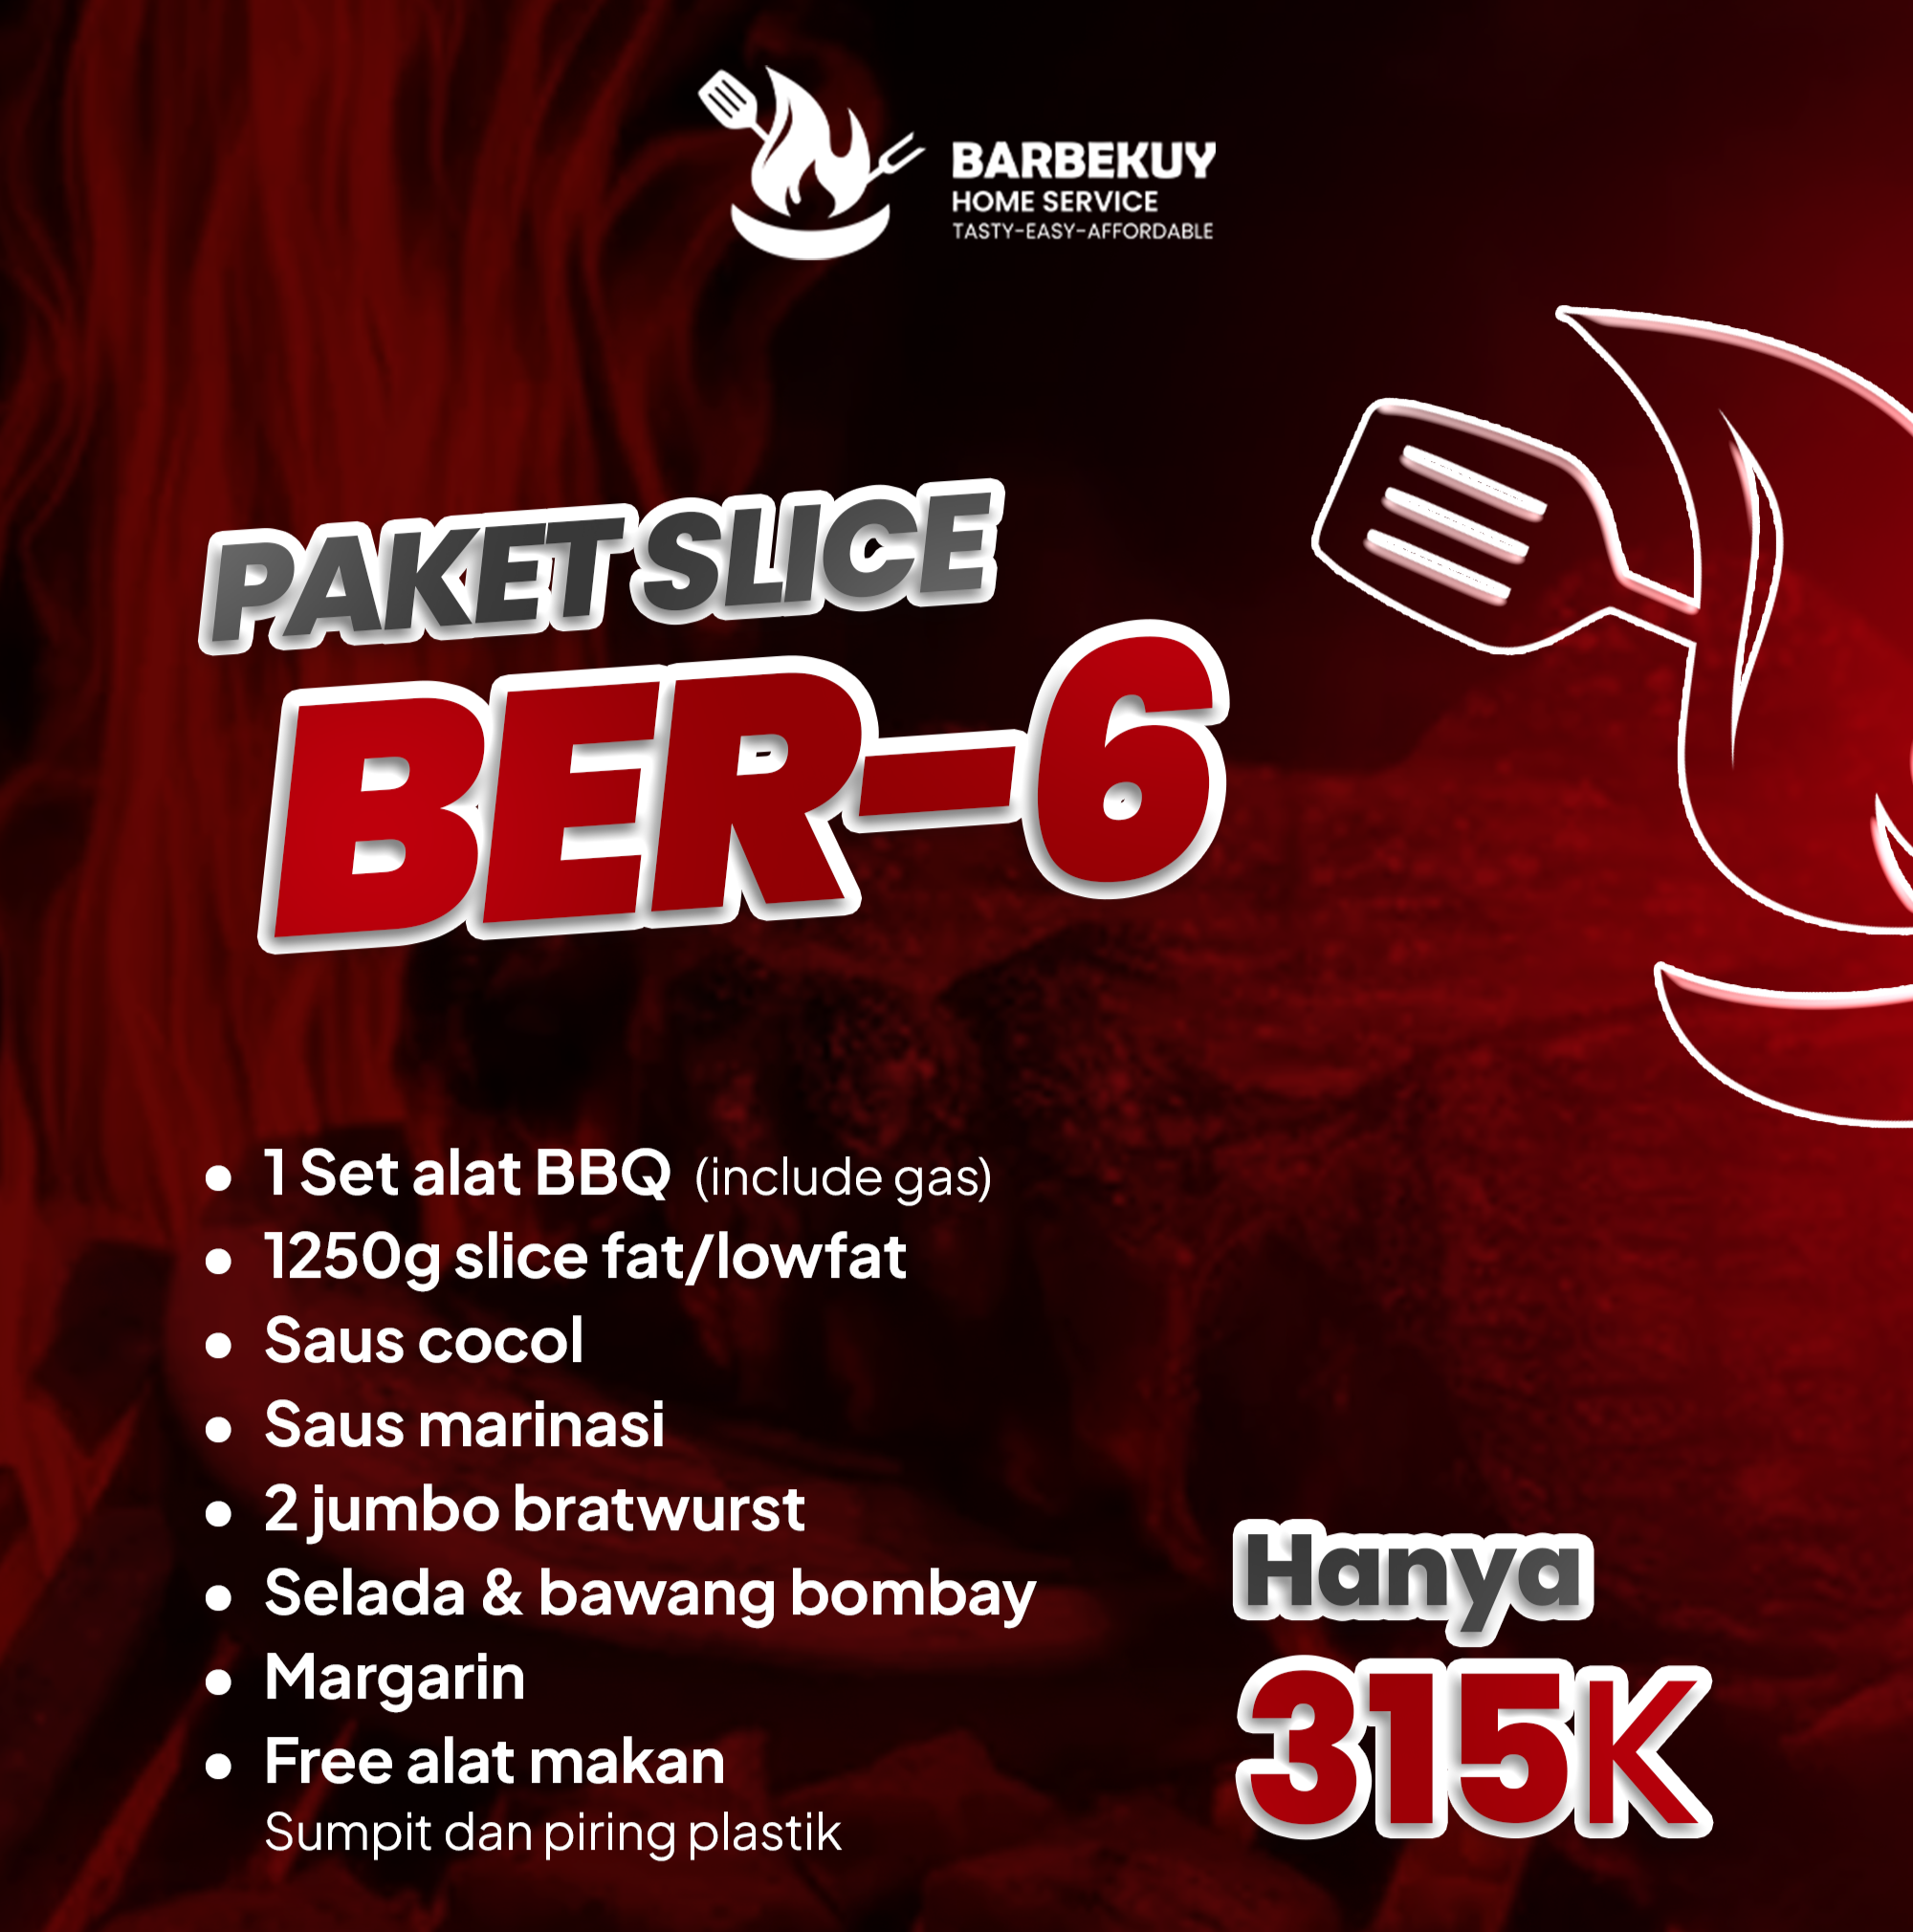 BARBEKUY
HOME SERVICE
TASTY-EASY-AFFORDABLE
PAKET SLICE
BER-6
1 Set alat BBQ (include gas)
1250g slice fat/lowfat
Saus cocol
Saus marinasi
2 jumbo bratwurst
Selada & bawang bombay
Margarin
Free alat makan
Sumpit dan piring plastik
Hanya
315K